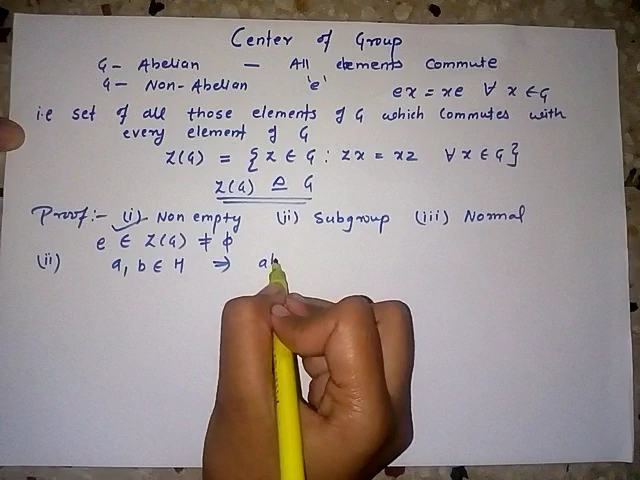 Center of Group
G - Abelian — All elements Commute
G - Non-Abelian 'e' ex = xe ∀ x ∈ G
i.e set of all those elements of G which Commutes with
every element of G
Z(G) = { z ∈ G : zx = xz ∀ x ∈ G }
Z(G) ⊴ G
Proof:- (i) Non empty (ii) Subgroup (iii) Normal
e ∈ Z(G) ≠ ϕ
(ii) a, b ∈ H ⇒ ab